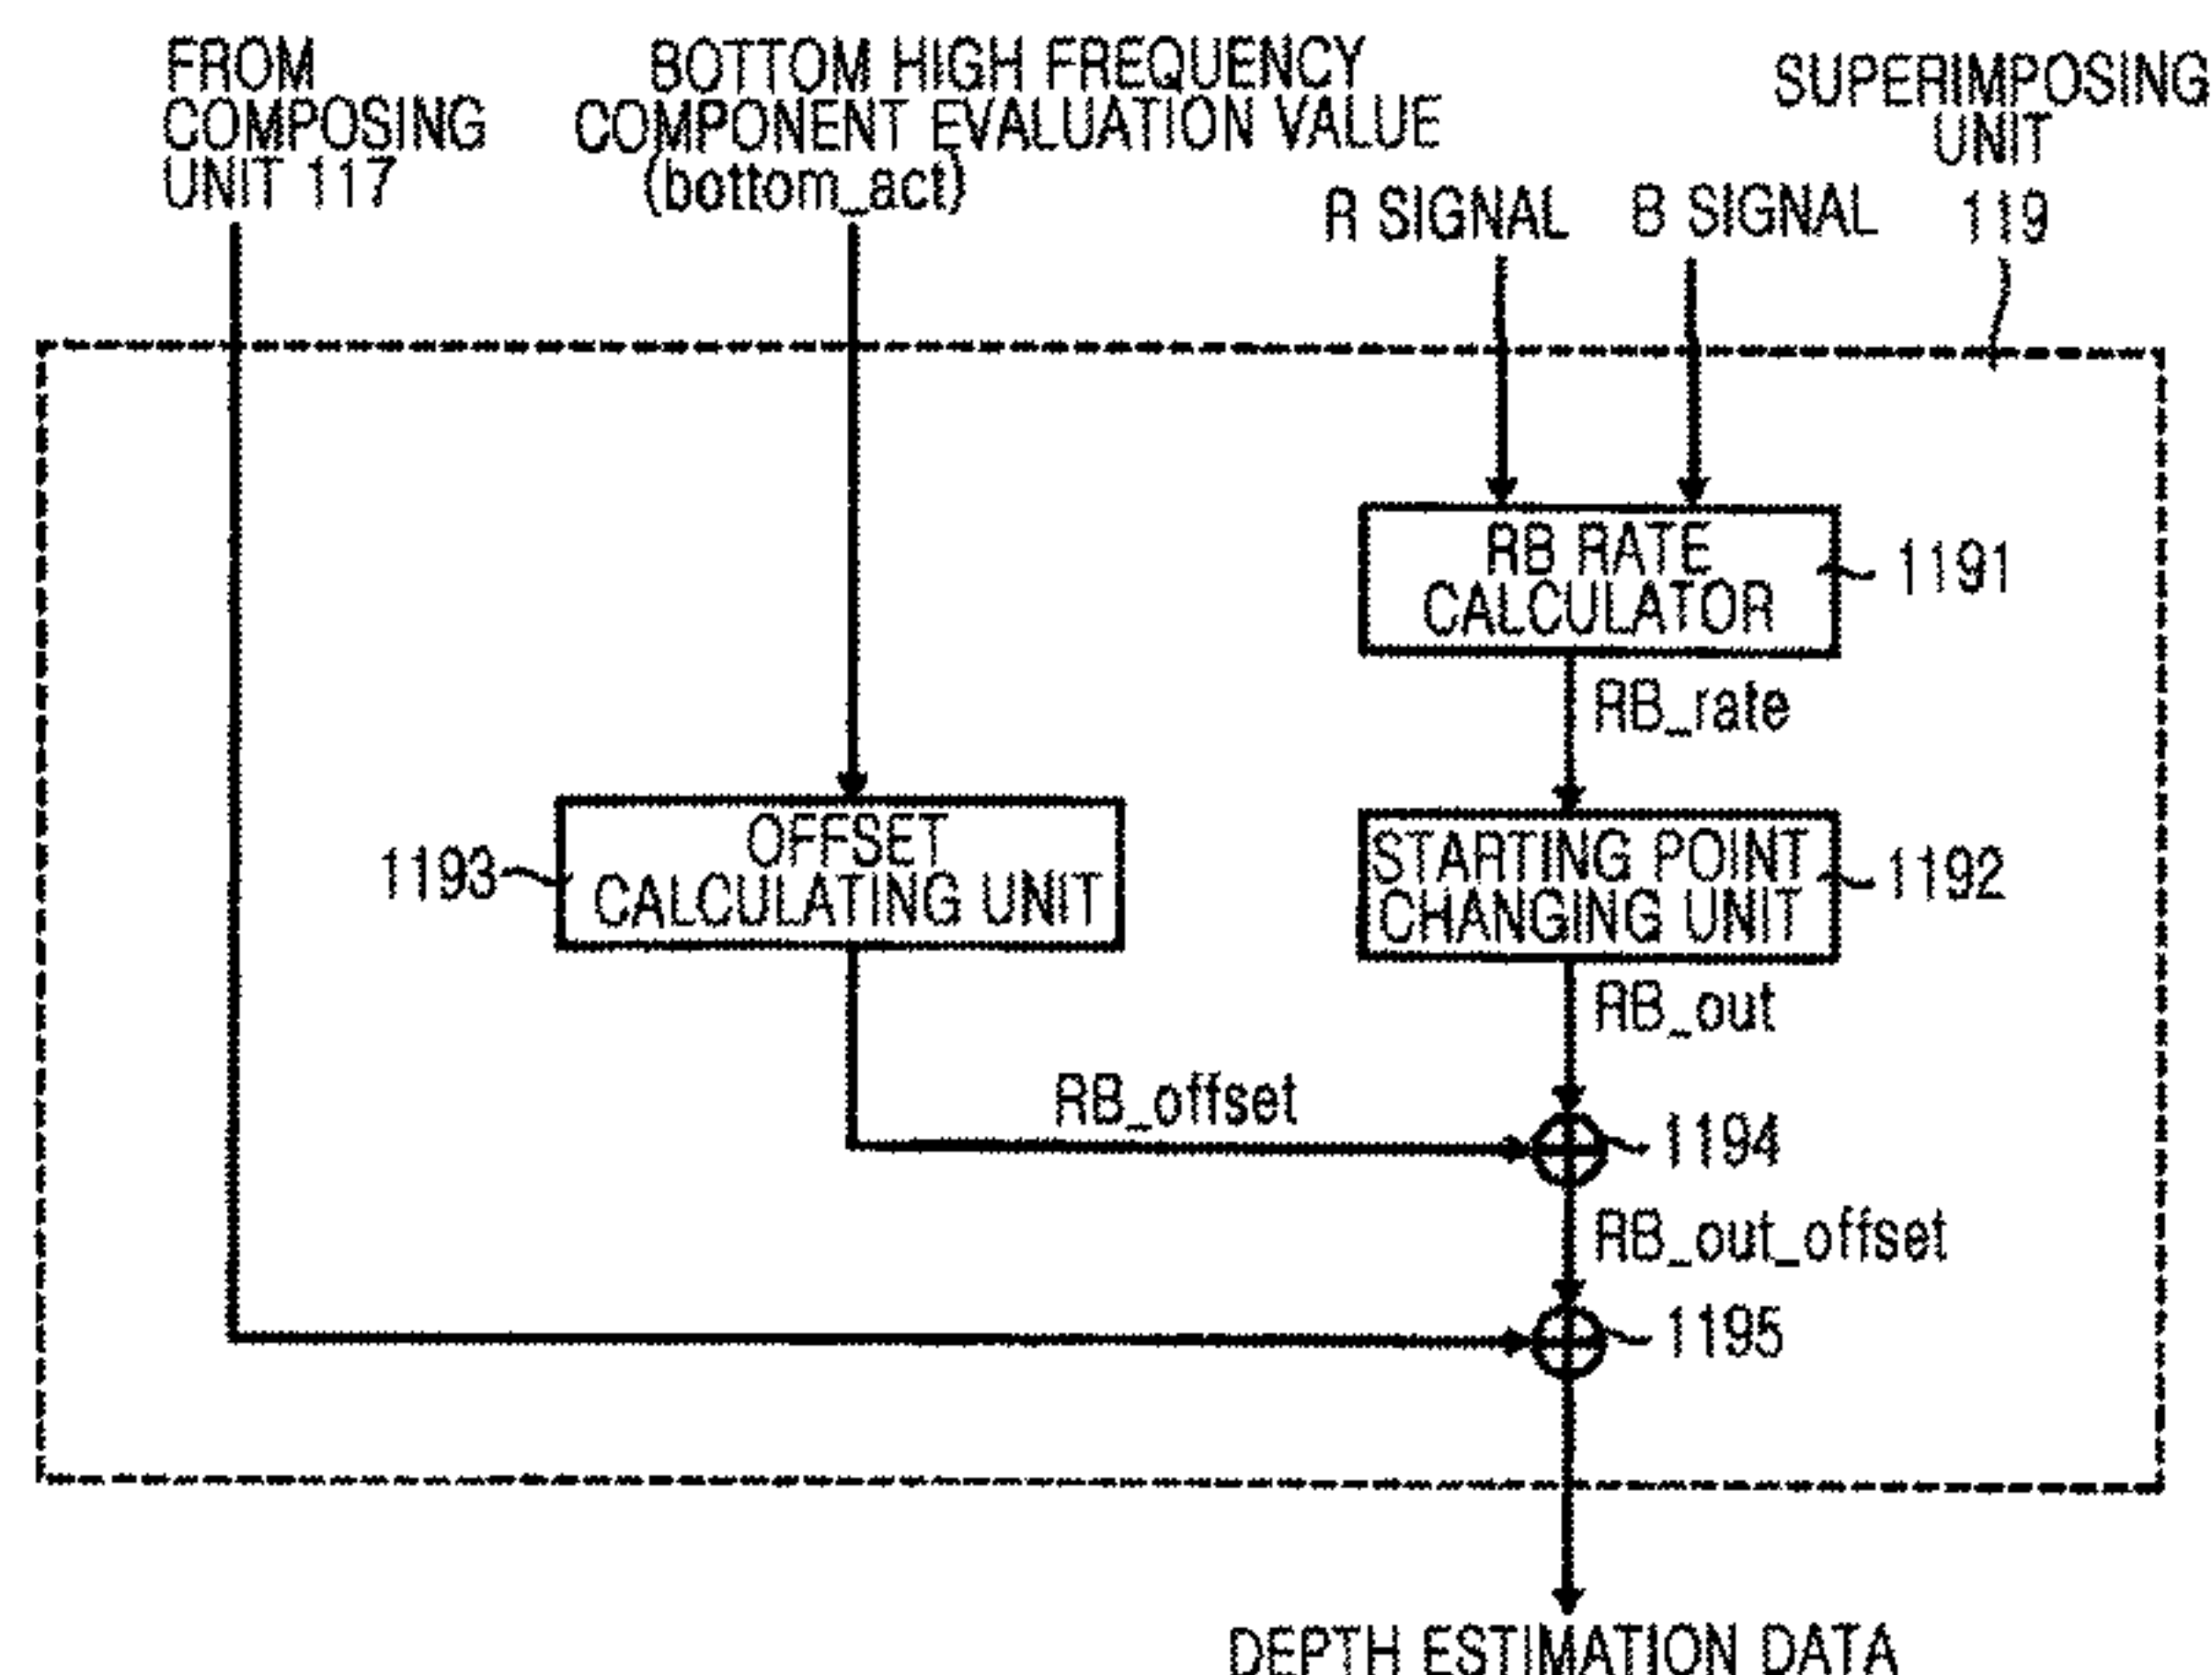 FROM
COMPOSING
UNIT 117
BOTTOM HIGH FREQUENCY
COMPONENT EVALUATION VALUE
(bottom_act)
R SIGNAL
B SIGNAL
SUPERIMPOSING
UNIT
119
RB RATE
CALCULATOR
1191
RB_rate
OFFSET
CALCULATING UNIT
1193
STARTING POINT
CHANGING UNIT
1192
RB_out
RB_offset
1194
RB_out_offset
1195
DEPTH ESTIMATION DATA